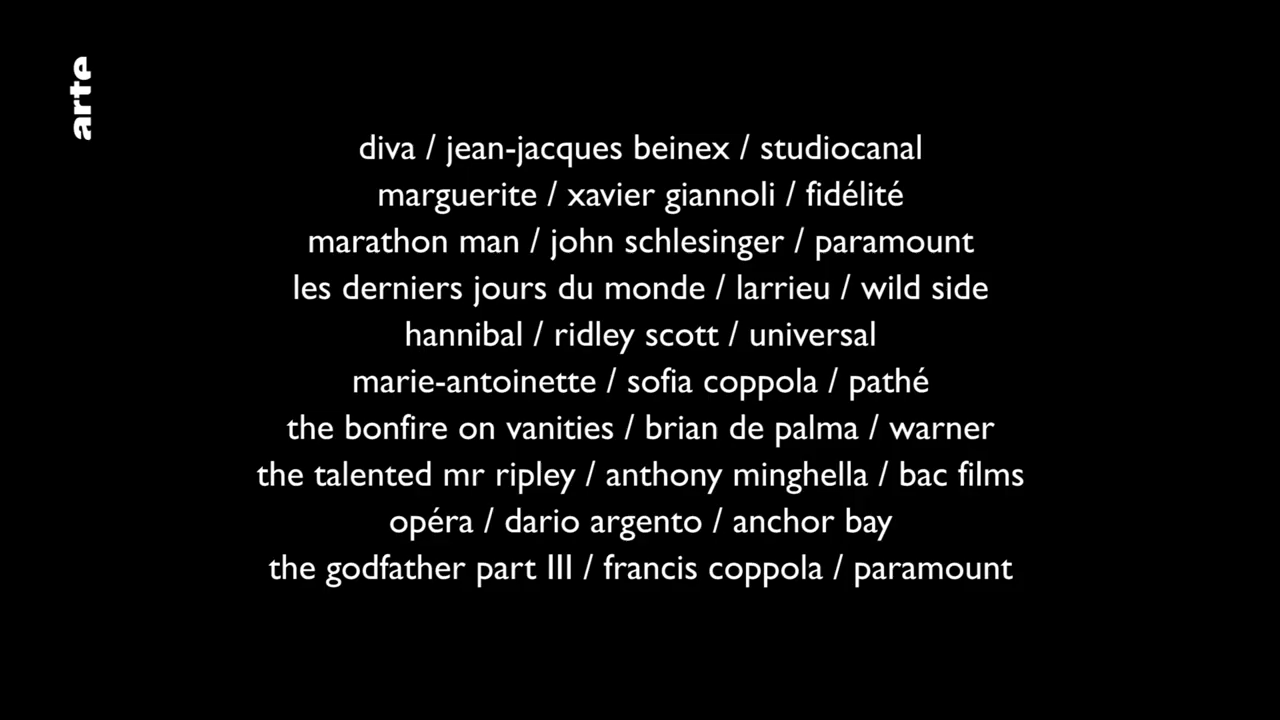 arte
diva / jean-jacques beinex / studiocanal
marguerite / xavier giannoli / fidélité
marathon man / john schlesinger / paramount
les derniers jours du monde / larrieu / wild side
hannibal / ridley scott / universal
marie-antoinette / sofia coppola / pathé
the bonfire on vanities / brian de palma / warner
the talented mr ripley / anthony minghella / bac films
opéra / dario argento / anchor bay
the godfather part III / francis coppola / paramount